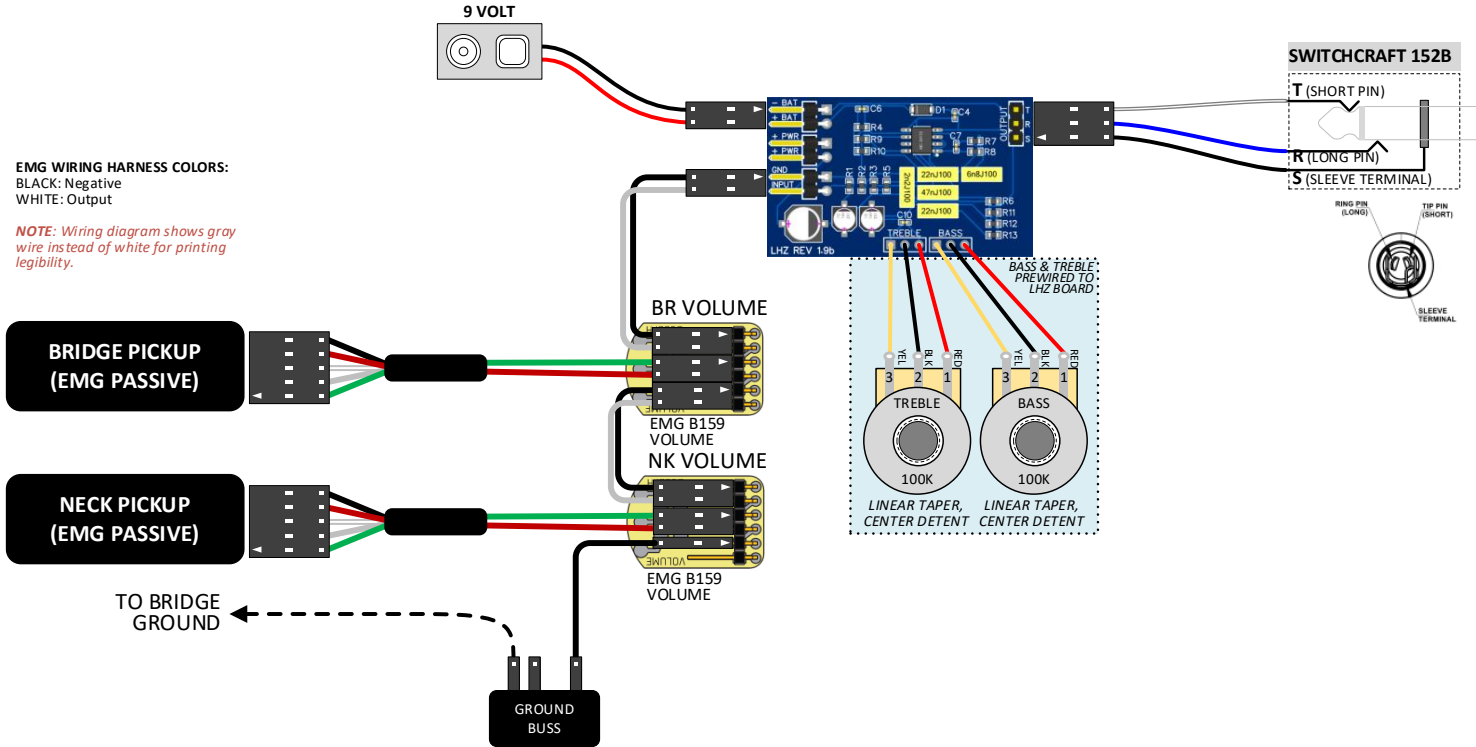 9 VOLT
SWITCHCRAFT 152B
T (SHORT PIN)
R (LONG PIN)
S (SLEEVE TERMINAL)
RING PIN
(LONG)
TIP PIN
(SHORT)
SLEEVE
TERMINAL
EMG WIRING HARNESS COLORS:
BLACK: Negative
WHITE: Output
NOTE: Wiring diagram shows gray
wire instead of white for printing
legibility.
- BAT
+ BAT
+ PWR
+ PWR
GND
INPUT
C6
D1
C4
R4
R9
R10
C7
R7
R8
OUTPUT
T
R
S
R1
R2
R3
R5
2n2J100
22nJ100
6n8J100
47nJ100
22nJ100
R6
R11
R12
R13
C10
TREBLE
BASS
LHZ REV 1.9b
BASS & TREBLE
PREWIRED TO
LHZ BOARD
YEL
BLK
RED
3
2
1
TREBLE
100K
LINEAR TAPER,
CENTER DETENT
YEL
BLK
RED
3
2
1
BASS
100K
LINEAR TAPER,
CENTER DETENT
BR VOLUME
BRIDGE PICKUP
(EMG PASSIVE)
EMG B159
VOLUME
NK VOLUME
NECK PICKUP
(EMG PASSIVE)
VOLUME
EMG B159
VOLUME
TO BRIDGE
GROUND
GROUND
BUSS